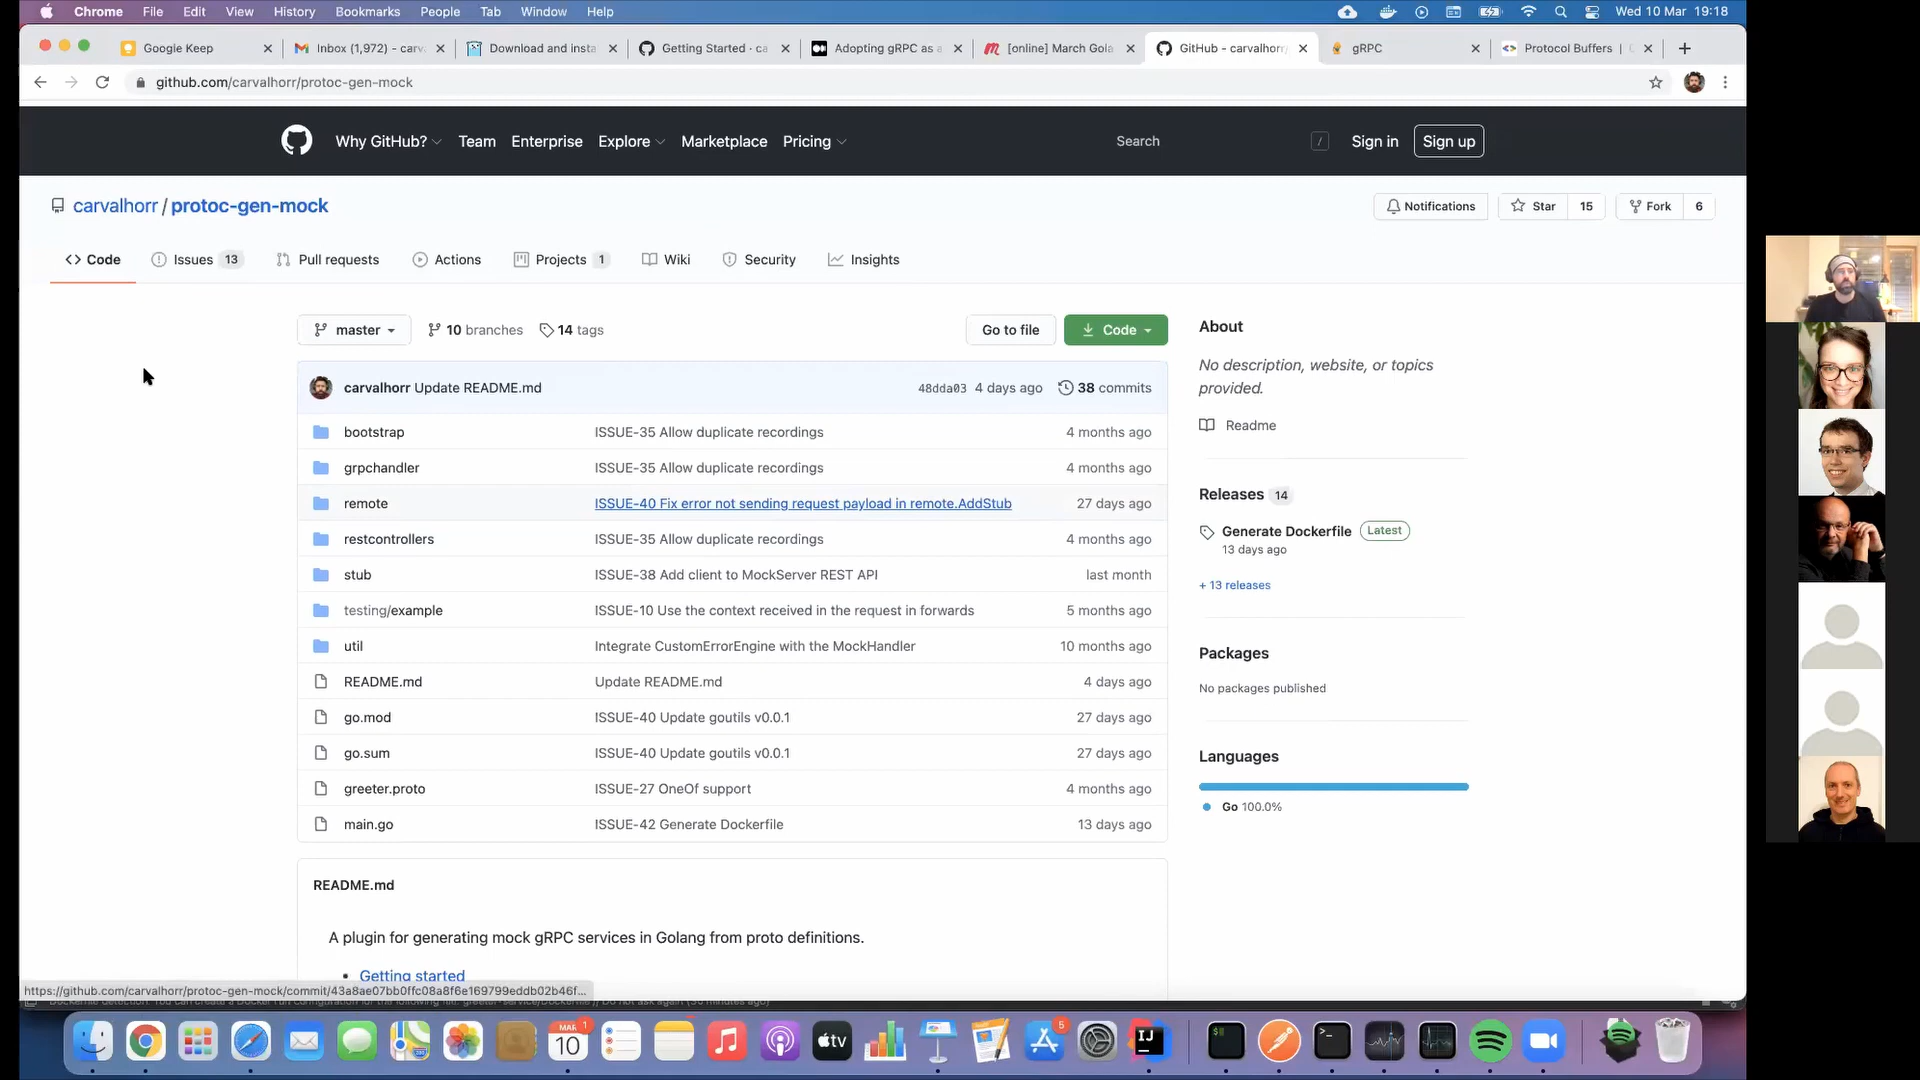 Chrome File Edit View History Bookmarks People Tab Window Help Wed 10 Mar 19:18
Google Keep Inbox (1,972) - carv Download and insta Getting Started · ca Adopting gRPC as a [online] March Gola GitHub - carvalhorr/ gRPC Protocol Buffers |
github.com/carvalhorr/protoc-gen-mock
Why GitHub? Team Enterprise Explore Marketplace Pricing Search / Sign in Sign up
carvalhorr / protoc-gen-mock Notifications Star 15 Fork 6
<> Code Issues 13 Pull requests Actions Projects 1 Wiki Security Insights
master 10 branches 14 tags Go to file Code
carvalhorr Update README.md 48dda03 4 days ago 38 commits
bootstrap ISSUE-35 Allow duplicate recordings 4 months ago
grpchandler ISSUE-35 Allow duplicate recordings 4 months ago
remote ISSUE-40 Fix error not sending request payload in remote.AddStub 27 days ago
restcontrollers ISSUE-35 Allow duplicate recordings 4 months ago
stub ISSUE-38 Add client to MockServer REST API last month
testing/example ISSUE-10 Use the context received in the request in forwards 5 months ago
util Integrate CustomErrorEngine with the MockHandler 10 months ago
README.md Update README.md 4 days ago
go.mod ISSUE-40 Update goutils v0.0.1 27 days ago
go.sum ISSUE-40 Update goutils v0.0.1 27 days ago
greeter.proto ISSUE-27 OneOf support 4 months ago
main.go ISSUE-42 Generate Dockerfile 13 days ago
README.md
A plugin for generating mock gRPC services in Golang from proto definitions.
• Getting started
About
No description, website, or topics
provided.
Readme
Releases 14
Generate Dockerfile Latest
13 days ago
+ 13 releases
Packages
No packages published
Languages
Go 100.0%
https://github.com/carvalhorr/protoc-gen-mock/commit/43a8ae07bb0ffc08a8f6e169799eddb02b46f...
MAR 1
10
tv
5
IJ